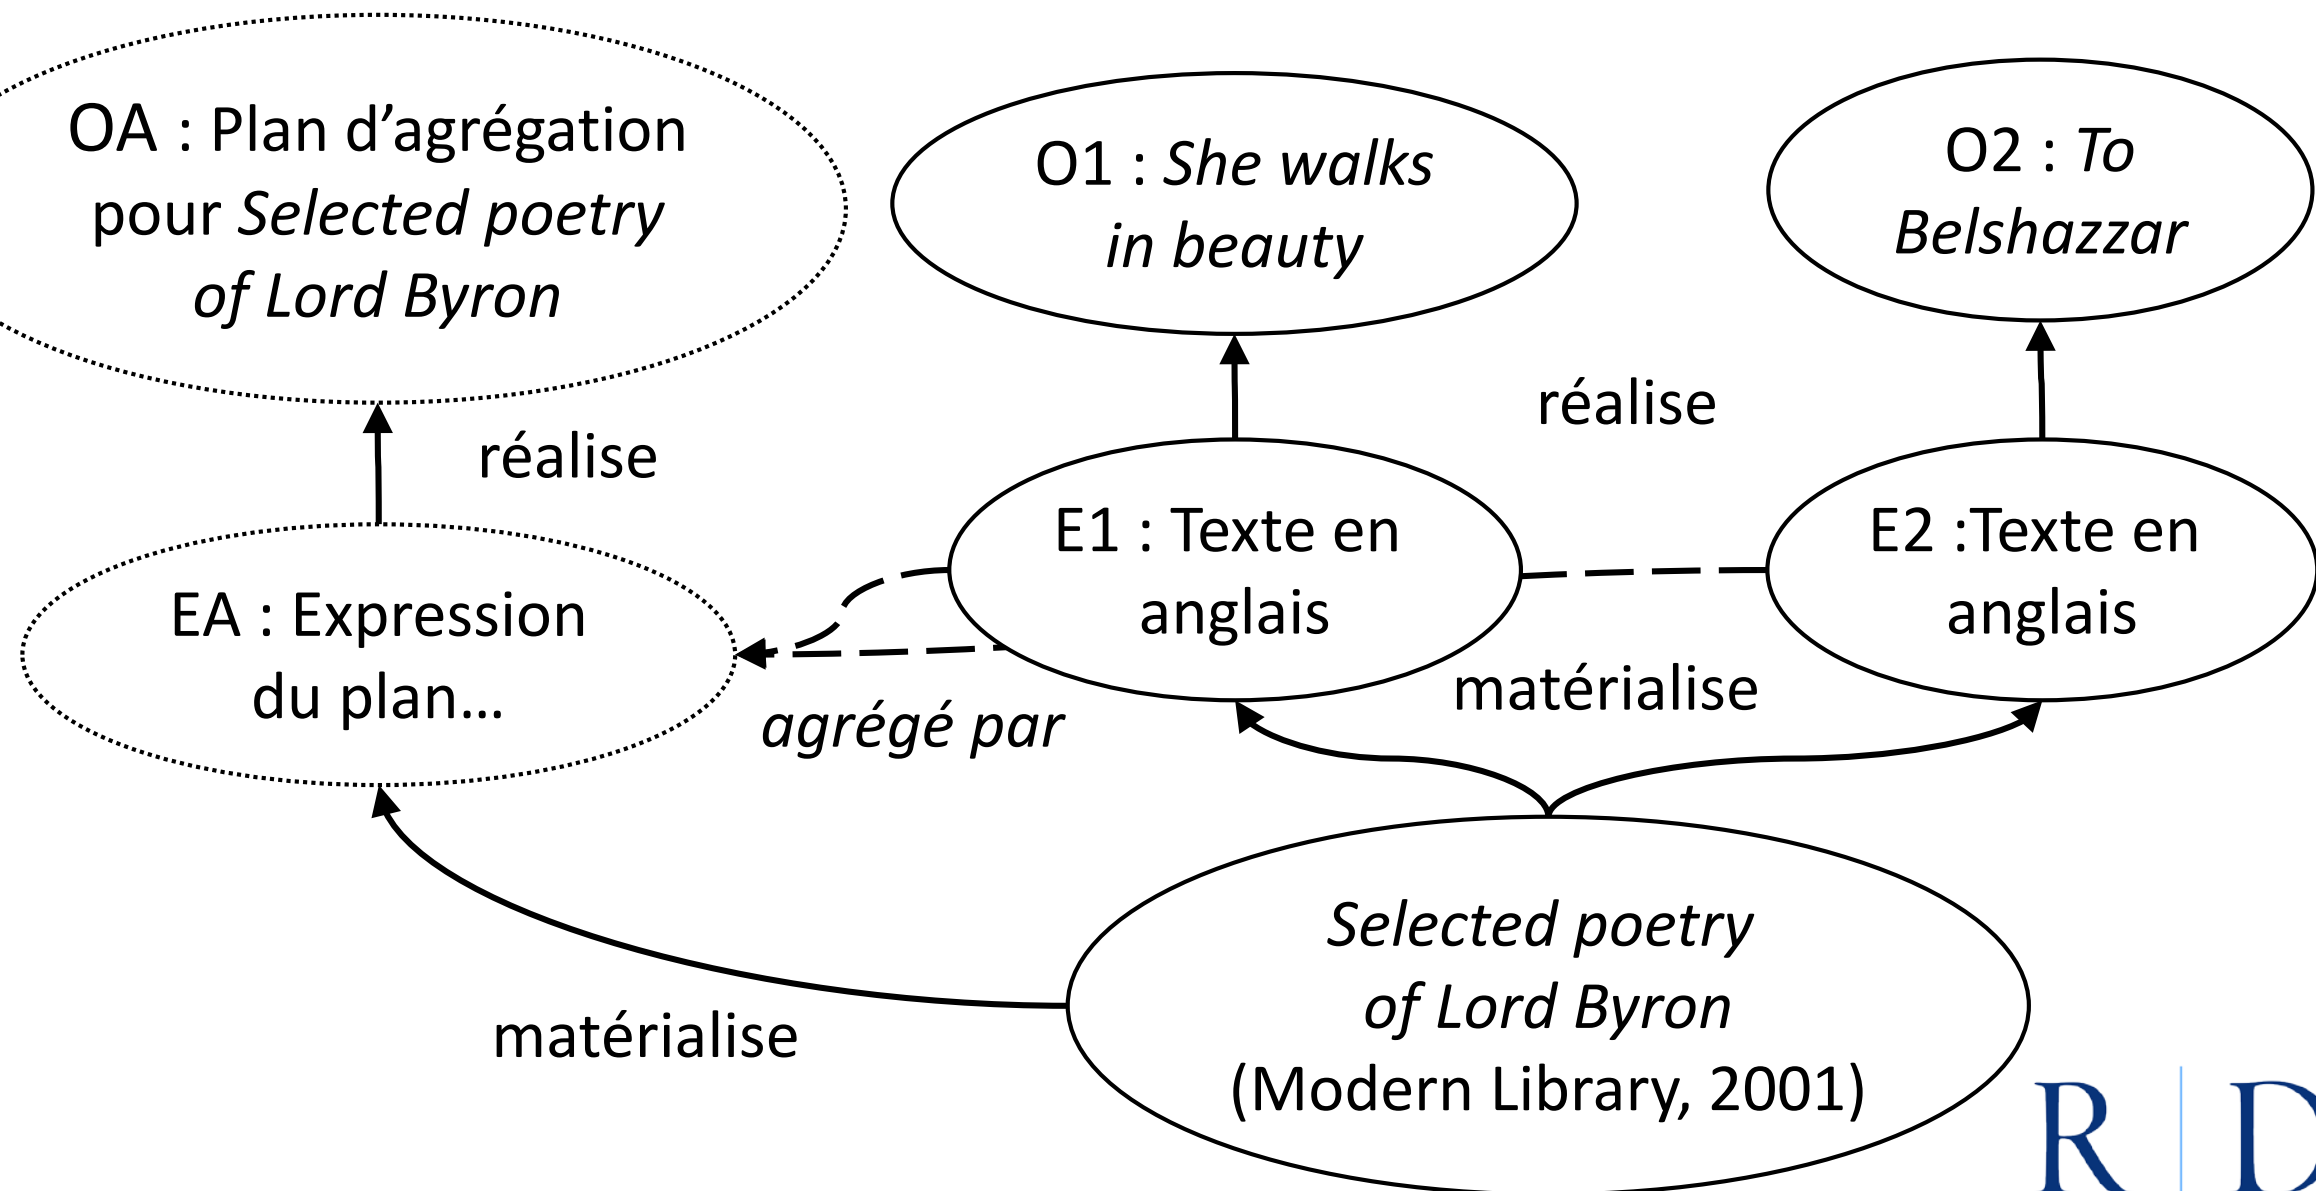 OA : Plan d’agrégation
pour Selected poetry
of Lord Byron
O1 : She walks
in beauty
O2 : To
Belshazzar
réalise
réalise
EA : Expression
du plan...
E1 : Texte en
anglais
E2 :Texte en
anglais
agrégé par
matérialise
matérialise
Selected poetry
of Lord Byron
(Modern Library, 2001)
R D